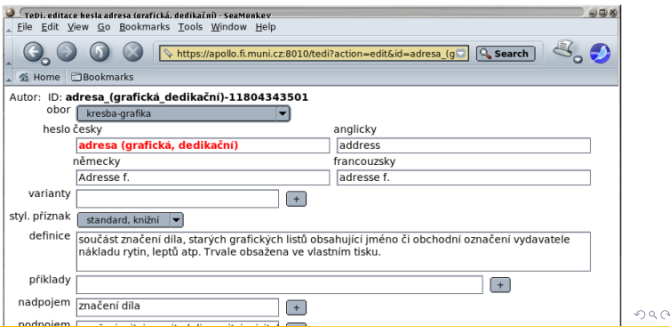 TeDi, editace hesla adresa (grafická, dedikační) - SeaMonkey
File Edit View Go Bookmarks Tools Window Help
https://apollo.fi.muni.cz:8010/tedi?action=edit&id=adresa_(g Search
Home Bookmarks
Autor: ID: adresa_(grafická_dedikační)-11804343501
obor kresba-grafika
heslo česky anglicky
adresa (grafická, dedikační) address
německy francouzsky
Adresse f. adresse f.
varianty +
styl. příznak standard, knižní
definice součást značení díla, starých grafických listů obsahující jméno či obchodní označení vydavatele
nákladu rytin, leptů atp. Trvale obsažena ve vlastním tisku.
příklady +
nadpojem značení díla +
podpojem